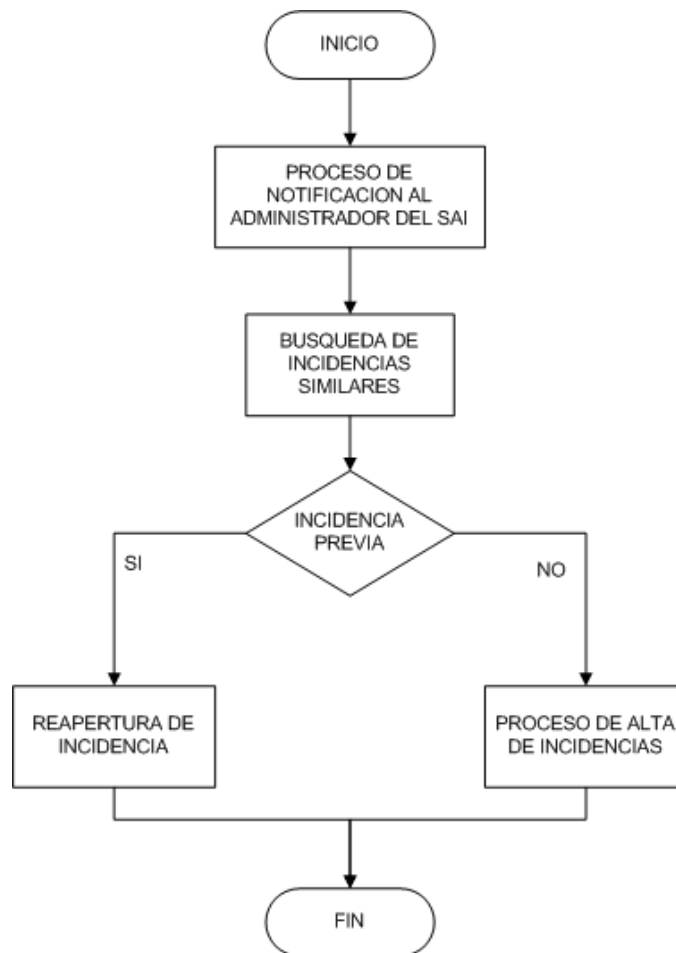 INICIO
PROCESO DE
NOTIFICACION AL
ADMINISTRADOR DEL SAI
BUSQUEDA DE
INCIDENCIAS
SIMILARES
INCIDENCIA
PREVIA
SI
NO
REAPERTURA DE
INCIDENCIA
PROCESO DE ALTA
DE INCIDENCIAS
FIN